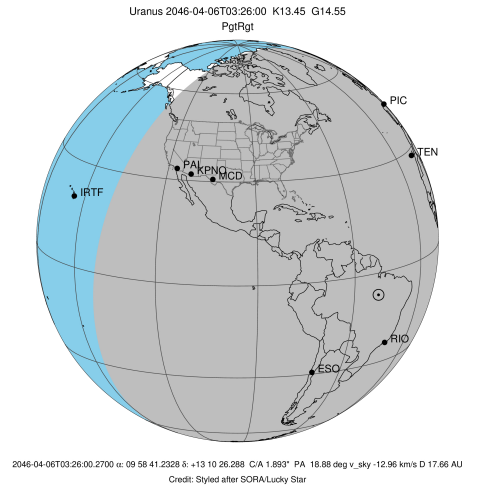 Uranus 2046-04-06T03:26:00 K13.45 G14.55
PgtRgt
PIC
TEN
PAL
KPNO
MCD
IRTF
RIO
ESO
2046-04-06T03:26:00.2700 α: 09 58 41.2328 δ: +13 10 26.288 C/A 1.893" PA 18.88 deg v_sky -12.96 km/s D 17.66 AU
Credit: Styled after SORA/Lucky Star